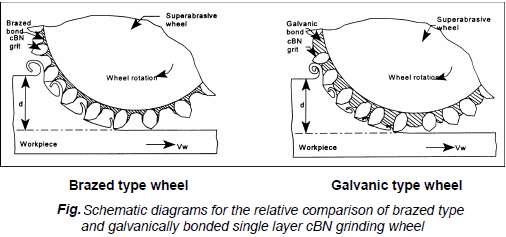 Brazed
bond
cBN
grit
Superabrasive
wheel
Wheel rotation
d
Workpiece
Vw
Galvanic
bond
cBN
grit
Superabrasive
wheel
Wheel rotation
d
Workpiece
Vw
Brazed type wheel
Galvanic type wheel
Fig. Schematic diagrams for the relative comparison of brazed type
and galvanically bonded single layer cBN grinding wheel